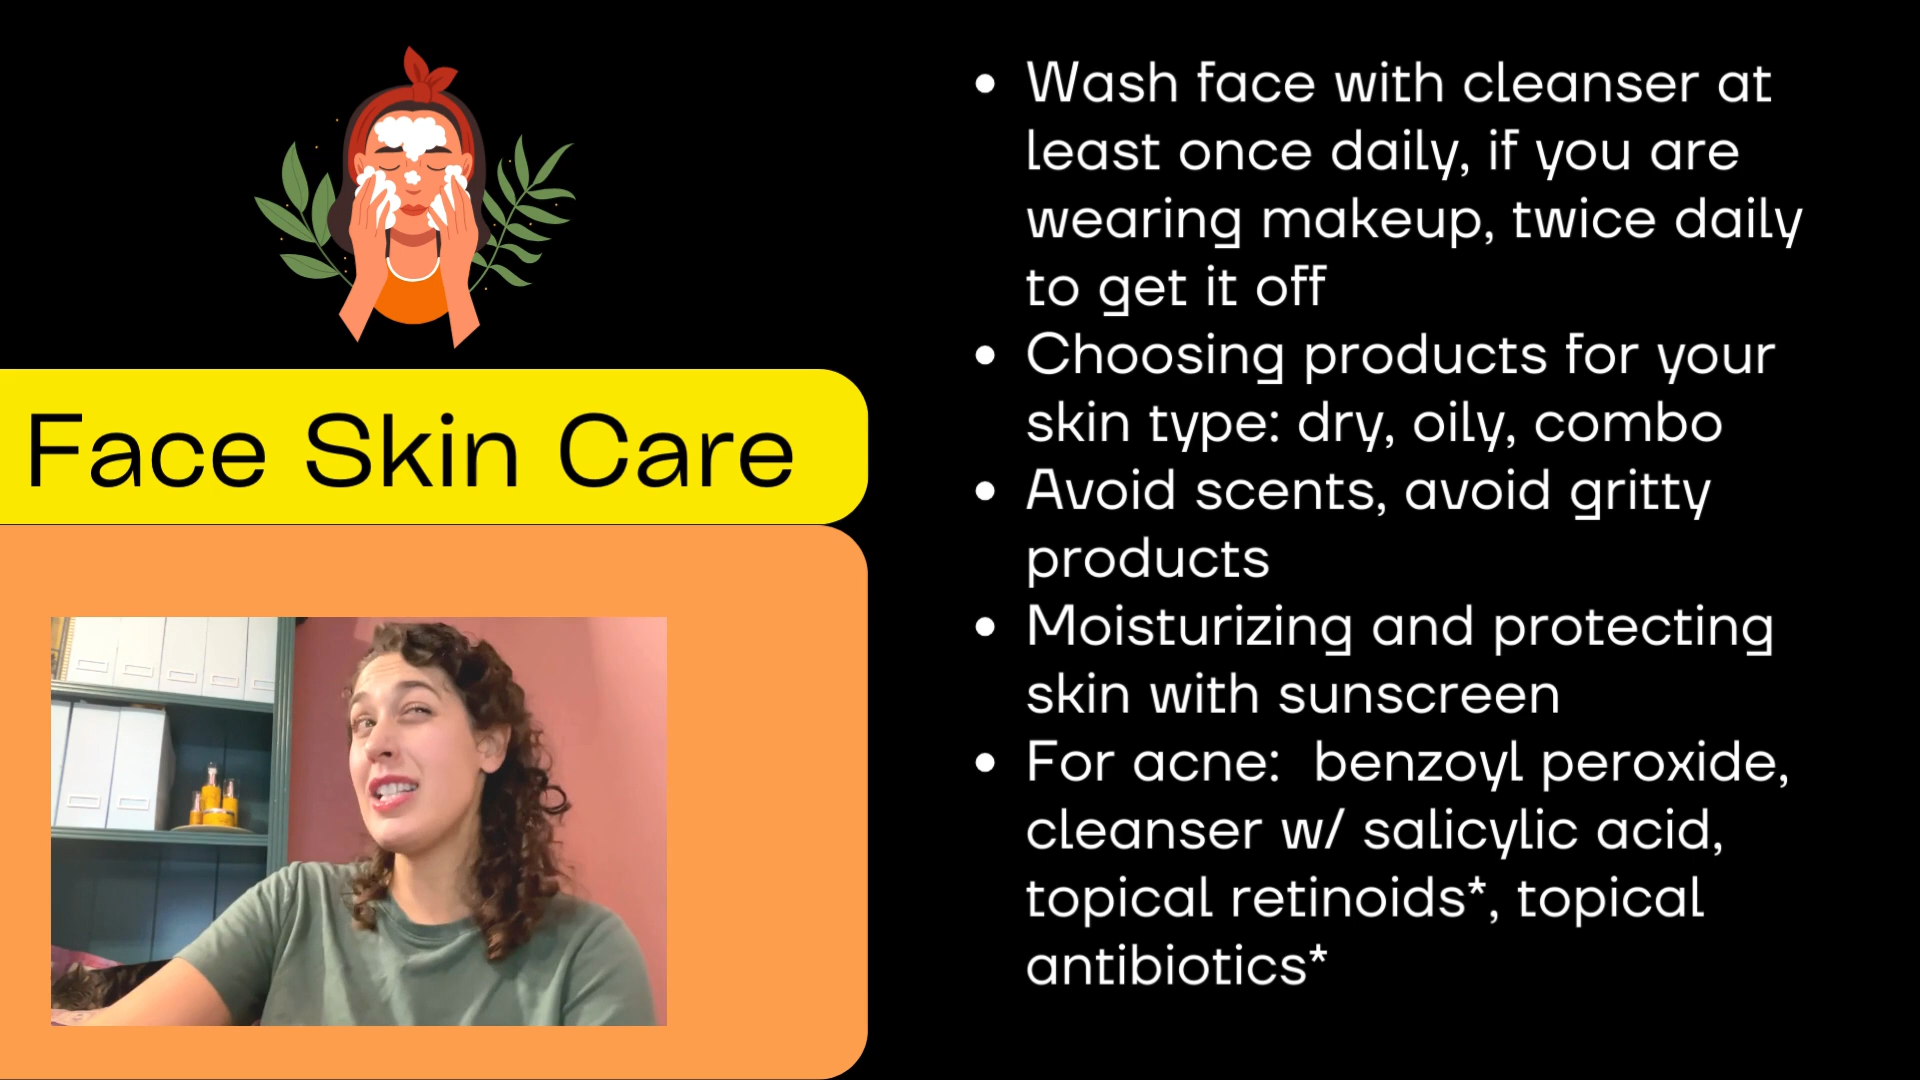 Face Skin Care
• Wash face with cleanser at
least once daily, if you are
wearing makeup, twice daily
to get it off
• Choosing products for your
skin type: dry, oily, combo
• Avoid scents, avoid gritty
products
• Moisturizing and protecting
skin with sunscreen
• For acne:  benzoyl peroxide,
cleanser w/ salicylic acid,
topical retinoids*, topical
antibiotics*